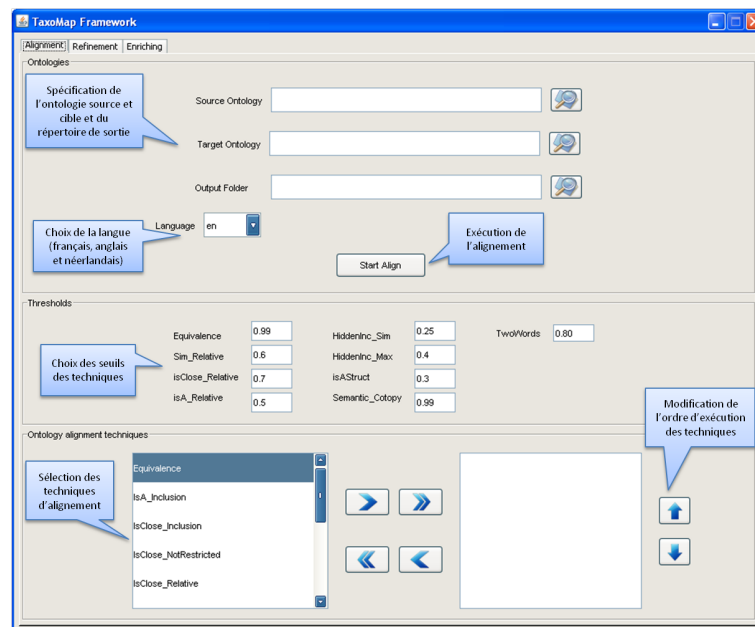 TaxoMap Framework
Alignment Refinement Enriching
Ontologies
Spécification de
l'ontologie source et
cible et du
répertoire de sortie
Source Ontology
Target Ontology
Output Folder
Choix de la langue
(français, anglais
et néerlandais)
Language en
Exécution de
l'alignement
Start Align
Thresholds
Choix des seuils
des techniques
Equivalence 0.99
Sim_Relative 0.6
isClose_Relative 0.7
isA_Relative 0.5
HiddenInc_Sim 0.25
HiddenInc_Max 0.4
isAStruct 0.3
Semantic_Cotopy 0.99
TwoWords 0.80
Modification de
l'ordre d'exécution
des techniques
Ontology alignment techniques
Sélection des
techniques
d'alignement
Equivalence
IsA_Inclusion
IsClose_Inclusion
IsClose_NotRestricted
IsClose_Relative